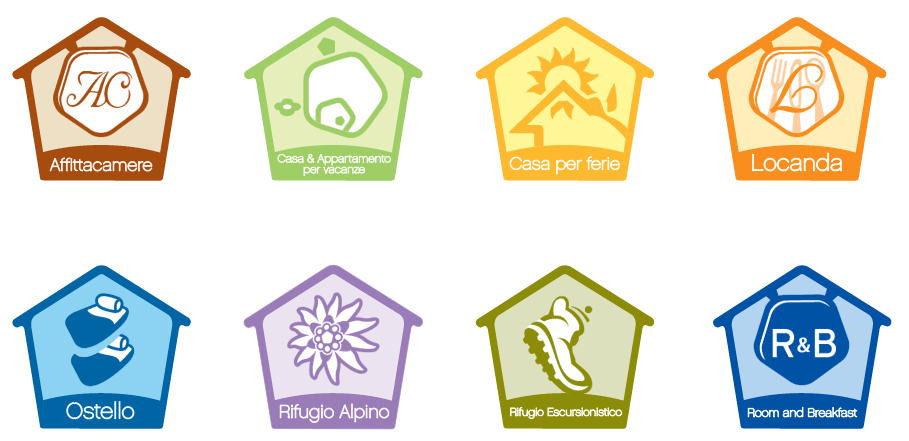 AC
Affittacamere
Casa & Appartamento
per vacanze
Casa per ferie
L
Locanda
Ostello
Rifugio Alpino
Rifugio Escursionistico
R&B
Room and Breakfast